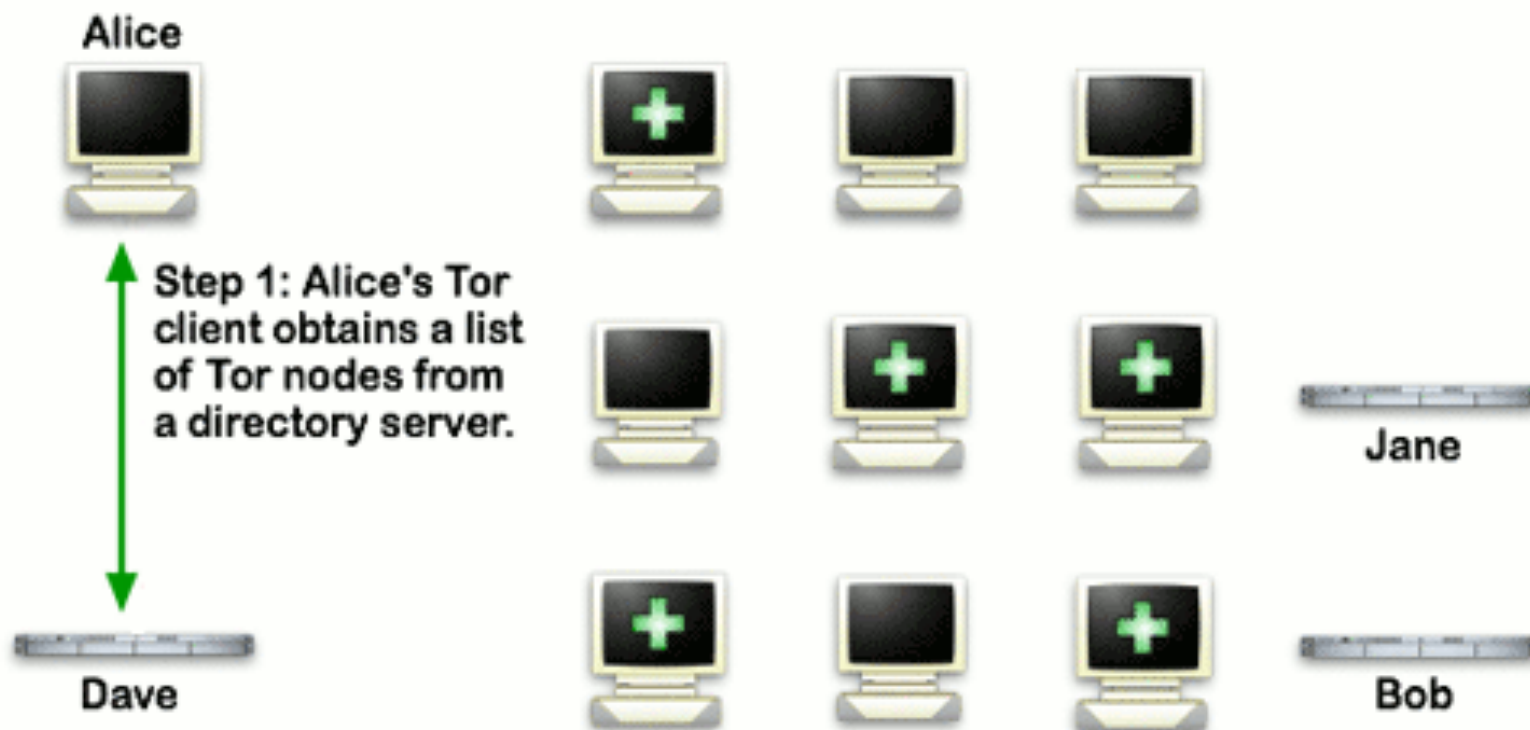 Alice
Step 1: Alice's Tor
client obtains a list
of Tor nodes from
a directory server.
Jane
Dave
Bob